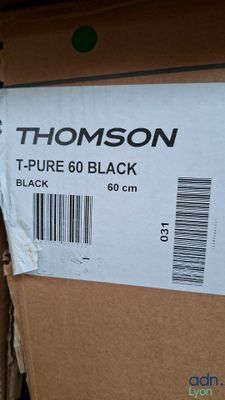 THOMSON
T-PURE 60 BLACK
BLACK 60 cm
031
adn.
Lyon